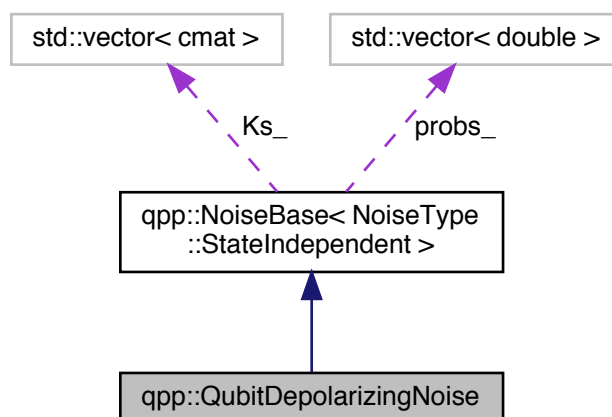 std::vector< cmat >
std::vector< double >
Ks_
probs_
qpp::NoiseBase< NoiseType
::StateIndependent >
qpp::QubitDepolarizingNoise